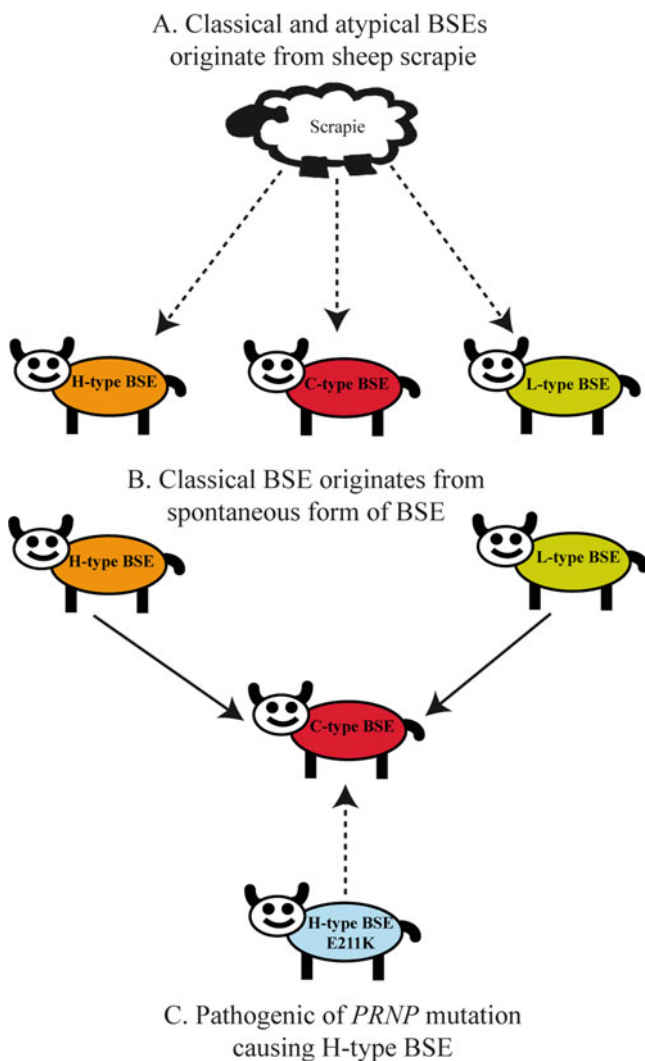 A. Classical and atypical BSEs
originate from sheep scrapie
Scrapie
H-type BSE
C-type BSE
L-type BSE
B. Classical BSE originates from
spontaneous form of BSE
H-type BSE
L-type BSE
C-type BSE
H-type BSE
E211K
C. Pathogenic of PRNP mutation
causing H-type BSE